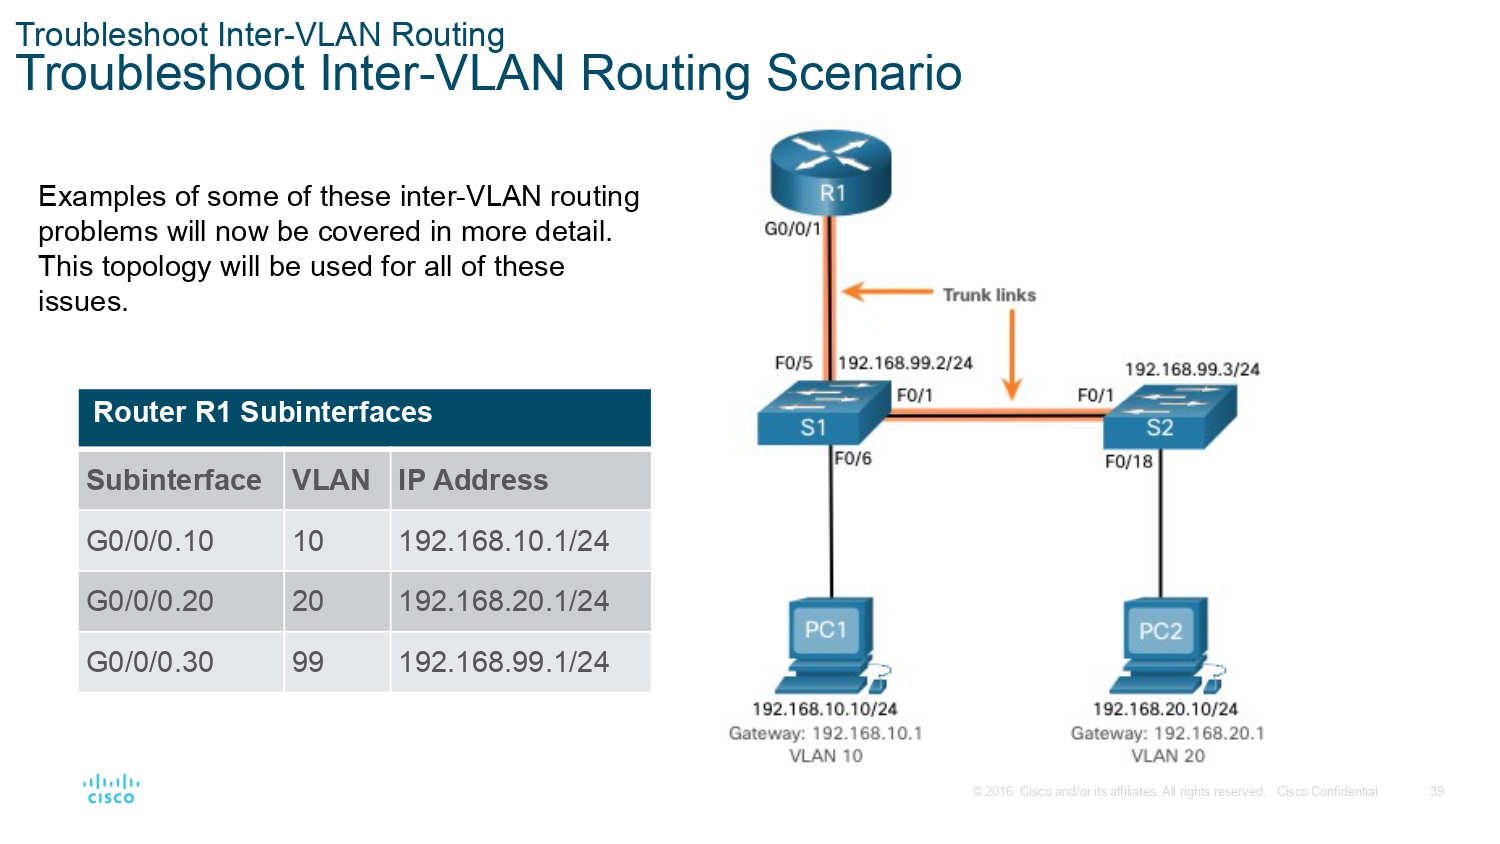 Troubleshoot Inter-VLAN Routing
Troubleshoot Inter-VLAN Routing Scenario
Examples of some of these inter-VLAN routing
problems will now be covered in more detail.
This topology will be used for all of these
issues.
Router R1 Subinterfaces
Subinterface VLAN IP Address
G0/0/0.10 10 192.168.10.1/24
G0/0/0.20 20 192.168.20.1/24
G0/0/0.30 99 192.168.99.1/24
R1
G0/0/1
Trunk links
F0/5 192.168.99.2/24
192.168.99.3/24
F0/1 F0/1
S1 S2
F0/6 F0/18
PC1 PC2
192.168.10.10/24
Gateway: 192.168.10.1
VLAN 10
192.168.20.10/24
Gateway: 192.168.20.1
VLAN 20
CISCO
© 2016 Cisco and/or its affiliates. All rights reserved. Cisco Confidential
39